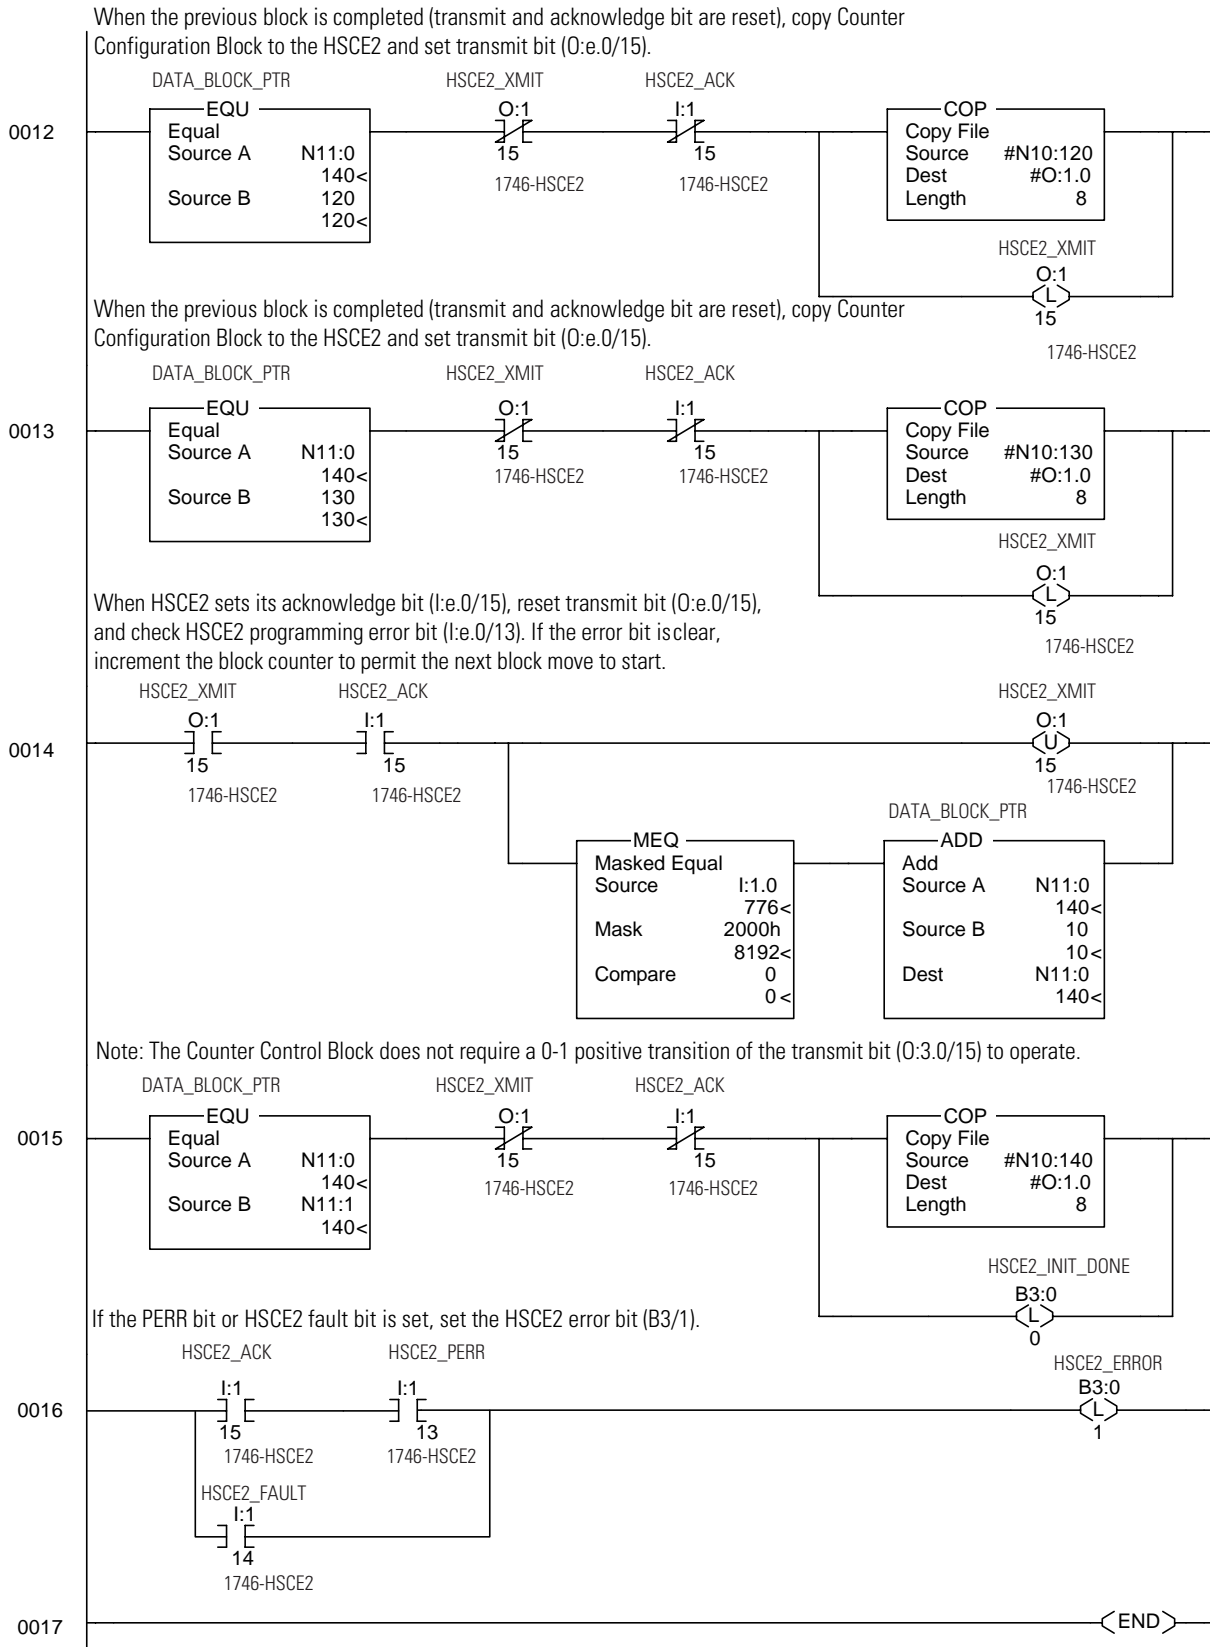 When the previous block is completed (transmit and acknowledge bit are reset), copy Counter
Configuration Block to the HSCE2 and set transmit bit (O:e.0/15).
DATA_BLOCK_PTR HSCE2_XMIT HSCE2_ACK
EQU O:1 I:1 COP
0012 Equal Copy File
Source A N11:0 15 15 Source #N10:120
140< 1746-HSCE2 1746-HSCE2 Dest #O:1.0
Source B 120 Length 8
120<
HSCE2_XMIT
O:1
L
15
1746-HSCE2
When the previous block is completed (transmit and acknowledge bit are reset), copy Counter
Configuration Block to the HSCE2 and set transmit bit (O:e.0/15).
DATA_BLOCK_PTR HSCE2_XMIT HSCE2_ACK
EQU O:1 I:1 COP
0013 Equal Copy File
Source A N11:0 15 15 Source #N10:130
140< 1746-HSCE2 1746-HSCE2 Dest #O:1.0
Source B 130 Length 8
130<
HSCE2_XMIT
O:1
L
15
1746-HSCE2
When HSCE2 sets its acknowledge bit (I:e.0/15), reset transmit bit (O:e.0/15),
and check HSCE2 programming error bit (I:e.0/13). If the error bit is clear,
increment the block counter to permit the next block move to start.
HSCE2_XMIT HSCE2_ACK HSCE2_XMIT
O:1 I:1 O:1
0014 U
15 15 15
1746-HSCE2 1746-HSCE2 1746-HSCE2
DATA_BLOCK_PTR
MEQ ADD
Masked Equal Add
Source I:1.0 Source A N11:0
776< 140<
Mask 2000h Source B 10
8192< 10<
Compare 0 Dest N11:0
0< 140<
Note: The Counter Control Block does not require a 0-1 positive transition of the transmit bit (O:3.0/15) to operate.
DATA_BLOCK_PTR HSCE2_XMIT HSCE2_ACK
EQU O:1 I:1 COP
0015 Equal Copy File
Source A N11:0 15 15 Source #N10:140
140< 1746-HSCE2 1746-HSCE2 Dest #O:1.0
Source B N11:1 Length 8
140<
HSCE2_INIT_DONE
B3:0
L
0
If the PERR bit or HSCE2 fault bit is set, set the HSCE2 error bit (B3/1).
HSCE2_ACK HSCE2_PERR HSCE2_ERROR
I:1 I:1 B3:0
0016 L
15 13 1
1746-HSCE2 1746-HSCE2
HSCE2_FAULT
I:1
14
1746-HSCE2
0017 END